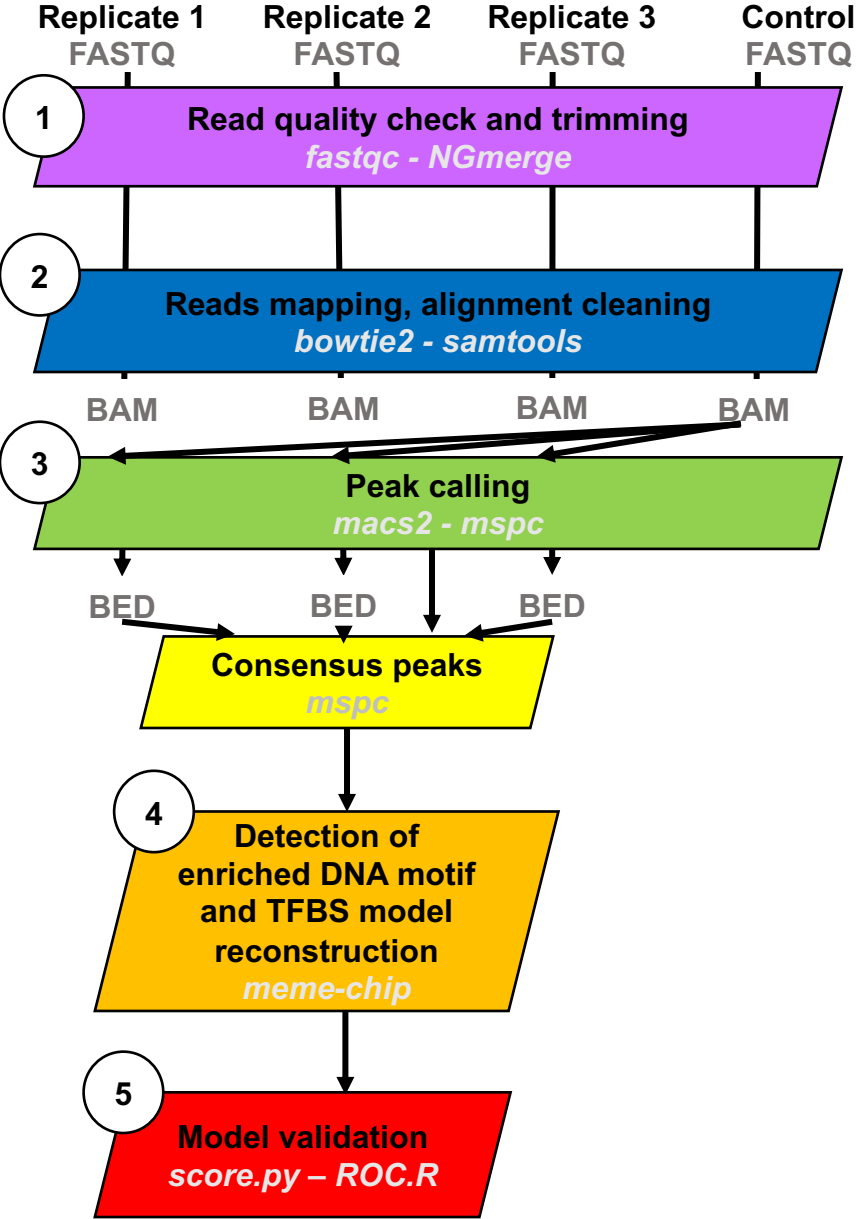 Replicate 1 Replicate 2 Replicate 3 Control
FASTQ FASTQ FASTQ FASTQ
1
Read quality check and trimming
fastqc - NGmerge
2
Reads mapping, alignment cleaning
bowtie2 - samtools
BAM BAM BAM BAM
3
Peak calling
macs2 - mspc
BED BED BED
Consensus peaks
mspc
4
Detection of
enriched DNA motif
and TFBS model
reconstruction
meme-chip
5
Model validation
score.py – ROC.R